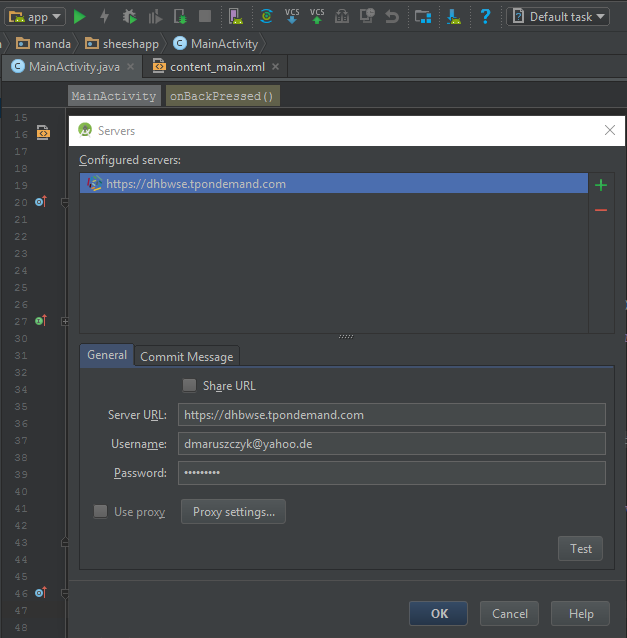 app VCS VCS Default task
manda sheeshapp MainActivity
MainActivity.java content_main.xml
MainActivity onBackPressed()
15
16
17
18
19
20
21
22
23
24
25
26
27
30
31
32
33
34
35
36
37
38
39
40
41
42
43
44
45
46
47
48
Servers
Configured servers:
https://dhbwse.tpondemand.com
General Commit Message
Share URL
Server URL: https://dhbwse.tpondemand.com
Username: dmaruszczyk@yahoo.de
Password: •••••••••
Use proxy Proxy settings...
Test
OK Cancel Help